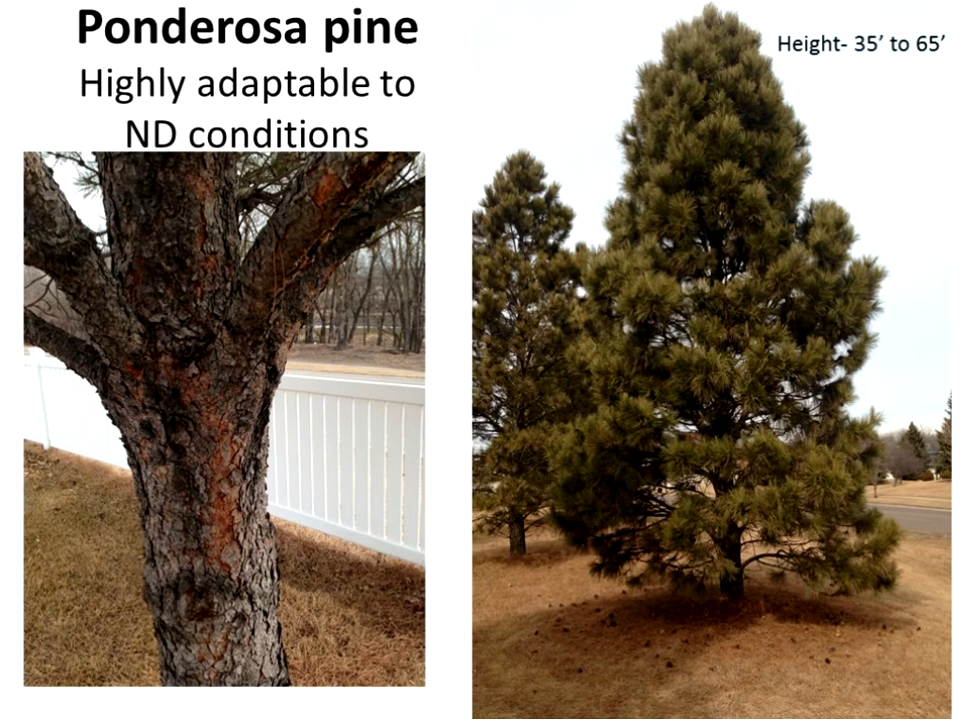 Ponderosa pine
Highly adaptable to
ND conditions
Height- 35’ to 65’